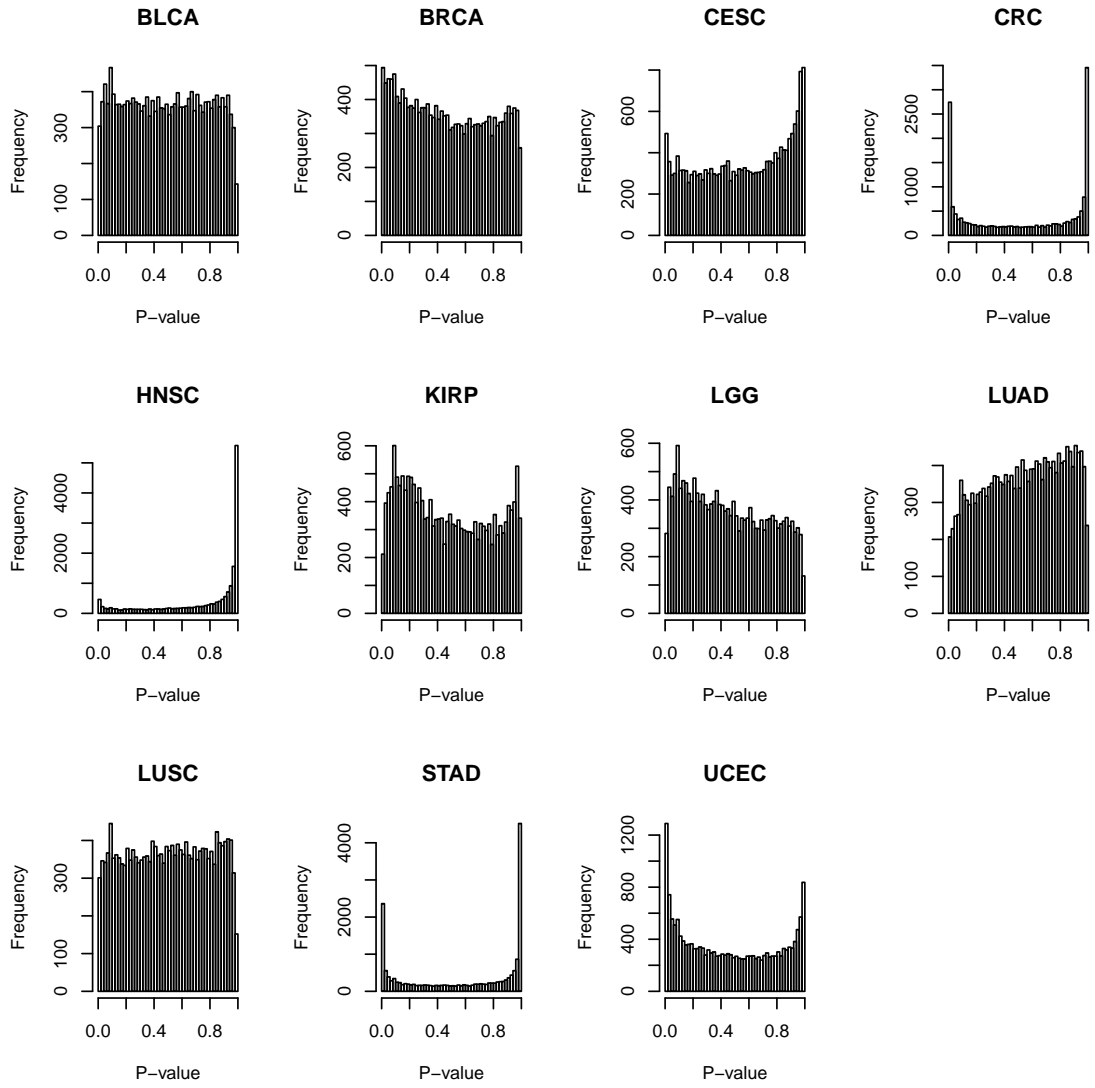 BLCA
Frequency
0
100
300
0.0
0.4
0.8
P−value
BRCA
Frequency
0
200
400
0.0
0.4
0.8
P−value
CESC
Frequency
0
200
600
0.0
0.4
0.8
P−value
CRC
Frequency
0
1000
2500
0.0
0.4
0.8
P−value
HNSC
Frequency
0
2000
4000
0.0
0.4
0.8
P−value
KIRP
Frequency
0
200
400
600
0.0
0.4
0.8
P−value
LGG
Frequency
0
200
400
600
0.0
0.4
0.8
P−value
LUAD
Frequency
0
100
300
0.0
0.4
0.8
P−value
LUSC
Frequency
0
100
300
0.0
0.4
0.8
P−value
STAD
Frequency
0
2000
4000
0.0
0.4
0.8
P−value
UCEC
Frequency
0
400
800
1200
0.0
0.4
0.8
P−value